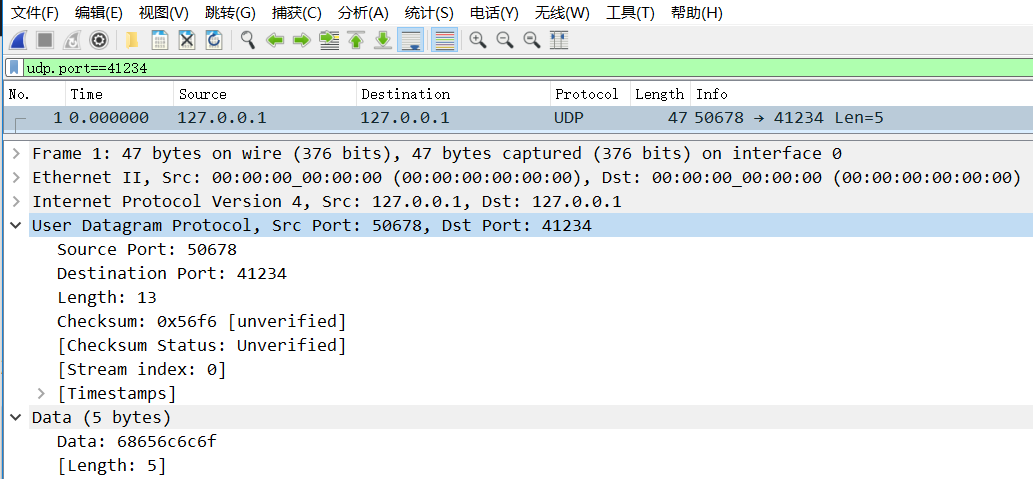 文件(F) 编辑(E) 视图(V) 跳转(G) 捕获(C) 分析(A) 统计(S) 电话(Y) 无线(W) 工具(T) 帮助(H)
udp.port==41234
No. Time Source Destination Protocol Length Info
1 0.000000 127.0.0.1 127.0.0.1 UDP 47 50678 → 41234 Len=5
Frame 1: 47 bytes on wire (376 bits), 47 bytes captured (376 bits) on interface 0
Ethernet II, Src: 00:00:00_00:00:00 (00:00:00:00:00:00), Dst: 00:00:00_00:00:00 (00:00:00:00:00:00)
Internet Protocol Version 4, Src: 127.0.0.1, Dst: 127.0.0.1
User Datagram Protocol, Src Port: 50678, Dst Port: 41234
Source Port: 50678
Destination Port: 41234
Length: 13
Checksum: 0x56f6 [unverified]
[Checksum Status: Unverified]
[Stream index: 0]
[Timestamps]
Data (5 bytes)
Data: 68656c6c6f
[Length: 5]